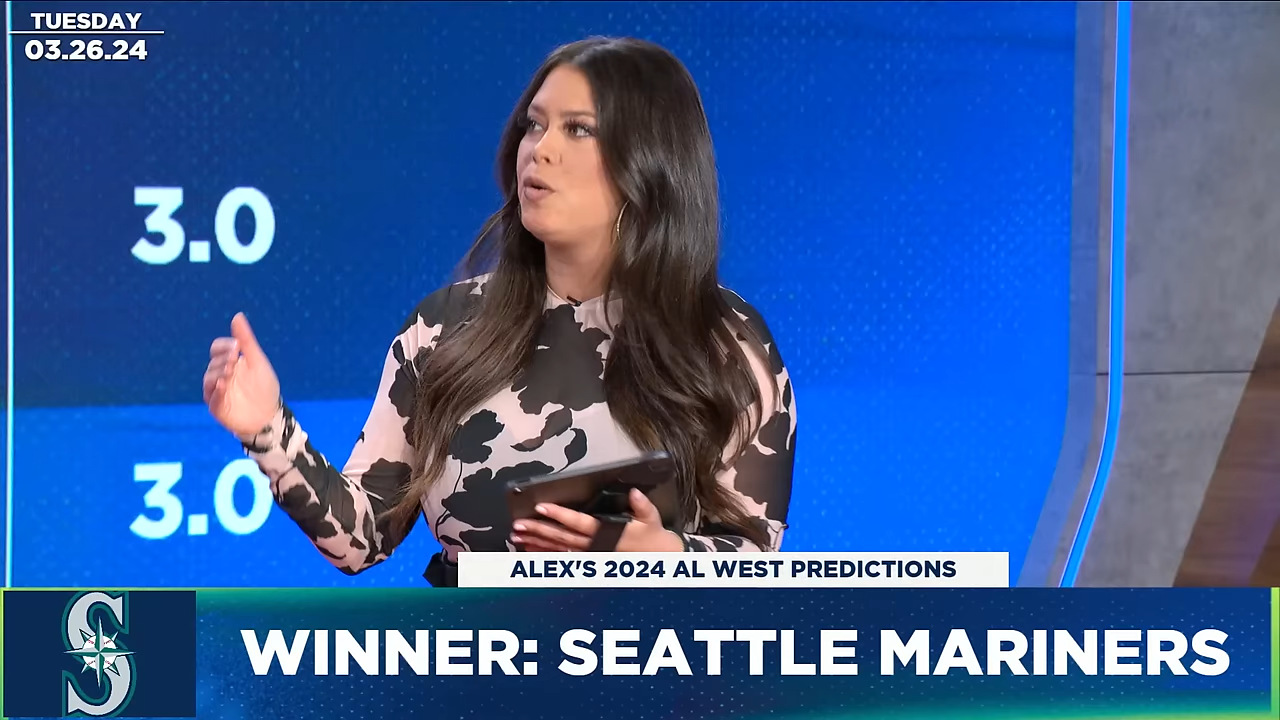 TUESDAY
03.26.24
3.0
3.0
ALEX'S 2024 AL WEST PREDICTIONS
S
WINNER: SEATTLE MARINERS